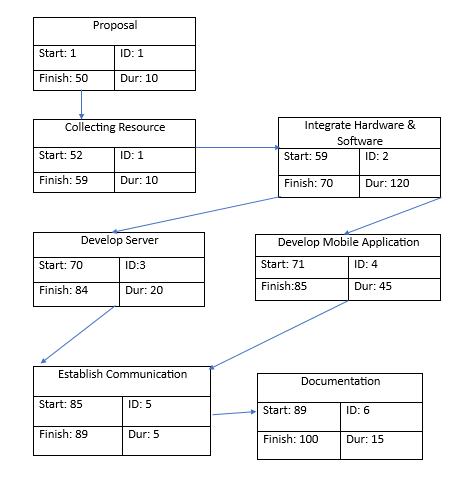 Proposal
Start: 1 ID: 1
Finish: 50 Dur: 10
Collecting Resource
Start: 52 ID: 1
Finish: 59 Dur: 10
Integrate Hardware &
Software
Start: 59 ID: 2
Finish: 70 Dur: 120
Develop Server
Start: 70 ID:3
Finish: 84 Dur: 20
Develop Mobile Application
Start: 71 ID: 4
Finish:85 Dur: 45
Establish Communication
Start: 85 ID: 5
Finish: 89 Dur: 5
Documentation
Start: 89 ID: 6
Finish: 100 Dur: 15